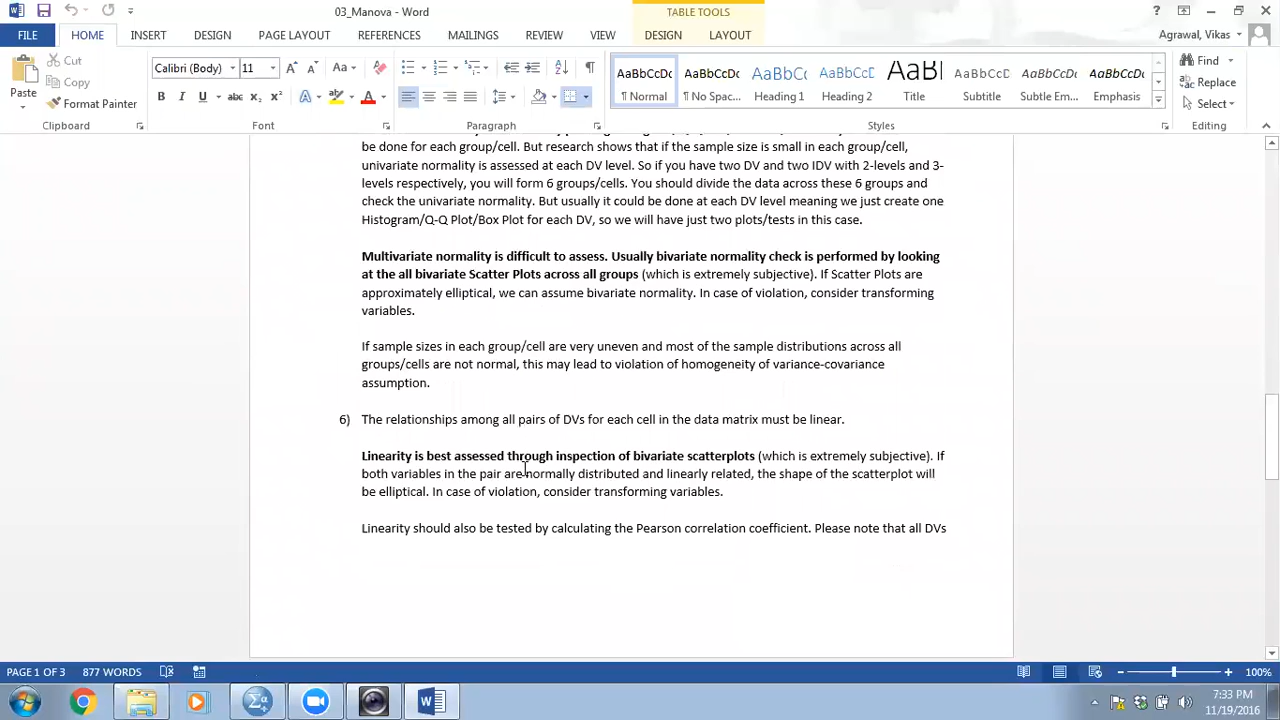 03_Manova - Word
TABLE TOOLS
FILE HOME INSERT DESIGN PAGE LAYOUT REFERENCES MAILINGS REVIEW VIEW DESIGN LAYOUT Agrawal, Vikas
Cut
Copy
Format Painter
Paste
Calibri (Body) 11
Find
Replace
Select
AaBbCcDc AaBbCcDc AaBbCc AaBbCcC AaBl AaBbCcD AaBbCcDc AaBbCcDc
¶ Normal ¶ No Spac... Heading 1 Heading 2 Title Subtitle Subtle Em... Emphasis
Clipboard Font Paragraph Styles Editing
be done for each group/cell. But research shows that if the sample size is small in each group/cell,
univariate normality is assessed at each DV level. So if you have two DV and two IDV with 2-levels and 3-
levels respectively, you will form 6 groups/cells. You should divide the data across these 6 groups and
check the univariate normality. But usually it could be done at each DV level meaning we just create one
Histogram/Q-Q Plot/Box Plot for each DV, so we will have just two plots/tests in this case.
Multivariate normality is difficult to assess. Usually bivariate normality check is performed by looking
at the all bivariate Scatter Plots across all groups (which is extremely subjective). If Scatter Plots are
approximately elliptical, we can assume bivariate normality. In case of violation, consider transforming
variables.
If sample sizes in each group/cell are very uneven and most of the sample distributions across all
groups/cells are not normal, this may lead to violation of homogeneity of variance-covariance
assumption.
6) The relationships among all pairs of DVs for each cell in the data matrix must be linear.
Linearity is best assessed through inspection of bivariate scatterplots (which is extremely subjective). If
both variables in the pair are normally distributed and linearly related, the shape of the scatterplot will
be elliptical. In case of violation, consider transforming variables.
Linearity should also be tested by calculating the Pearson correlation coefficient. Please note that all DVs
PAGE 1 OF 3 877 WORDS 100%
7:33 PM
11/19/2016